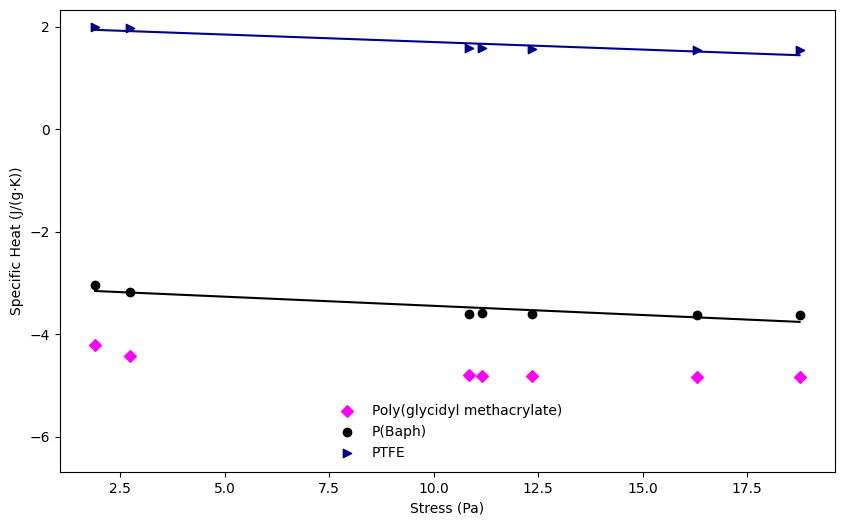 2
0
−2
−4
−6
Specific Heat (J/(g·K))
Poly(glycidyl methacrylate)
P(Baph)
PTFE
2.5 5.0 7.5 10.0 12.5 15.0 17.5
Stress (Pa)